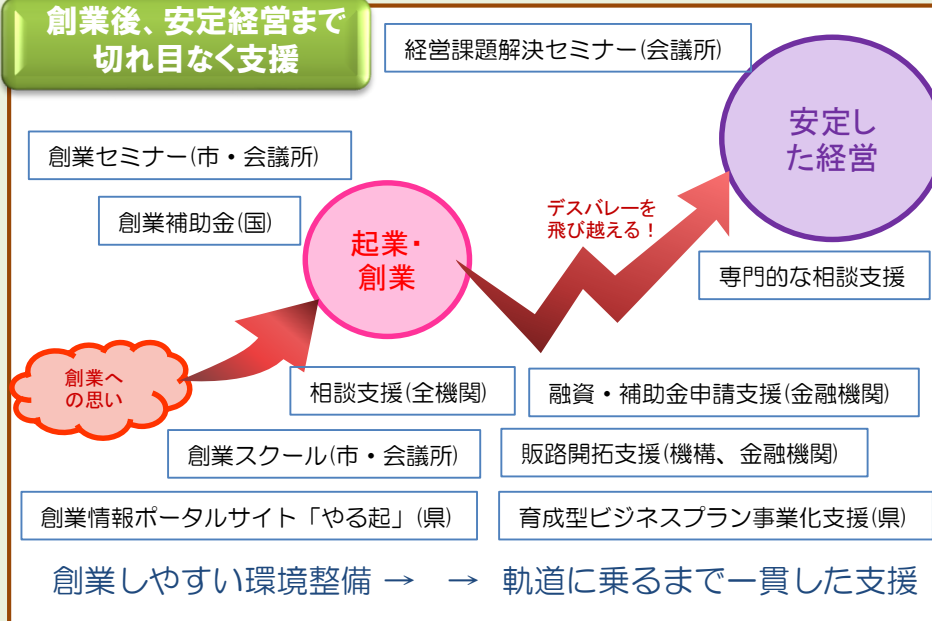 創業後、安定経営まで
切れ目なく支援
経営課題解決セミナー(会議所)
安定し
た経営
創業セミナー(市・会議所)
創業補助金(国)
起業・
創業
デスバレーを
飛び越える！
専門的な相談支援
創業へ
の思い
相談支援(全機関)
融資・補助金申請支援(金融機関)
創業スクール(市・会議所)
販路開拓支援(機構、金融機関)
創業情報ポータルサイト「やる起」(県)
育成型ビジネスプラン事業化支援(県)
創業しやすい環境整備 → → 軌道に乗るまで一貫した支援